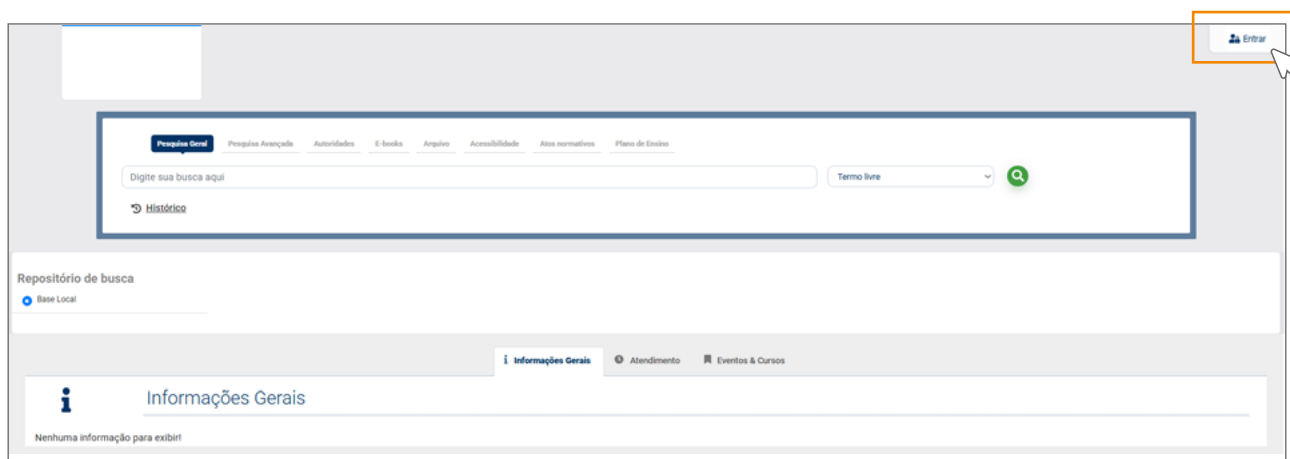 Entrar
Pesquisa Geral Pesquisa Avançada Autoridades E-books Arquivo Acessibilidade Atos normativos Plano de Ensino
Digite sua busca aqui Termo livre
Histórico
Repositório de busca
Base Local
Informações Gerais Atendimento Eventos & Cursos
Informações Gerais
Nenhuma informação para exibir!